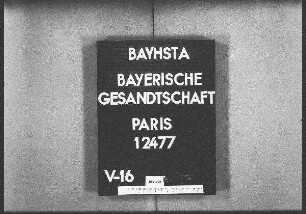 BAYHSTA
BAYERISCHE
GESANDTSCHAFT
PARIS
12477
V-16